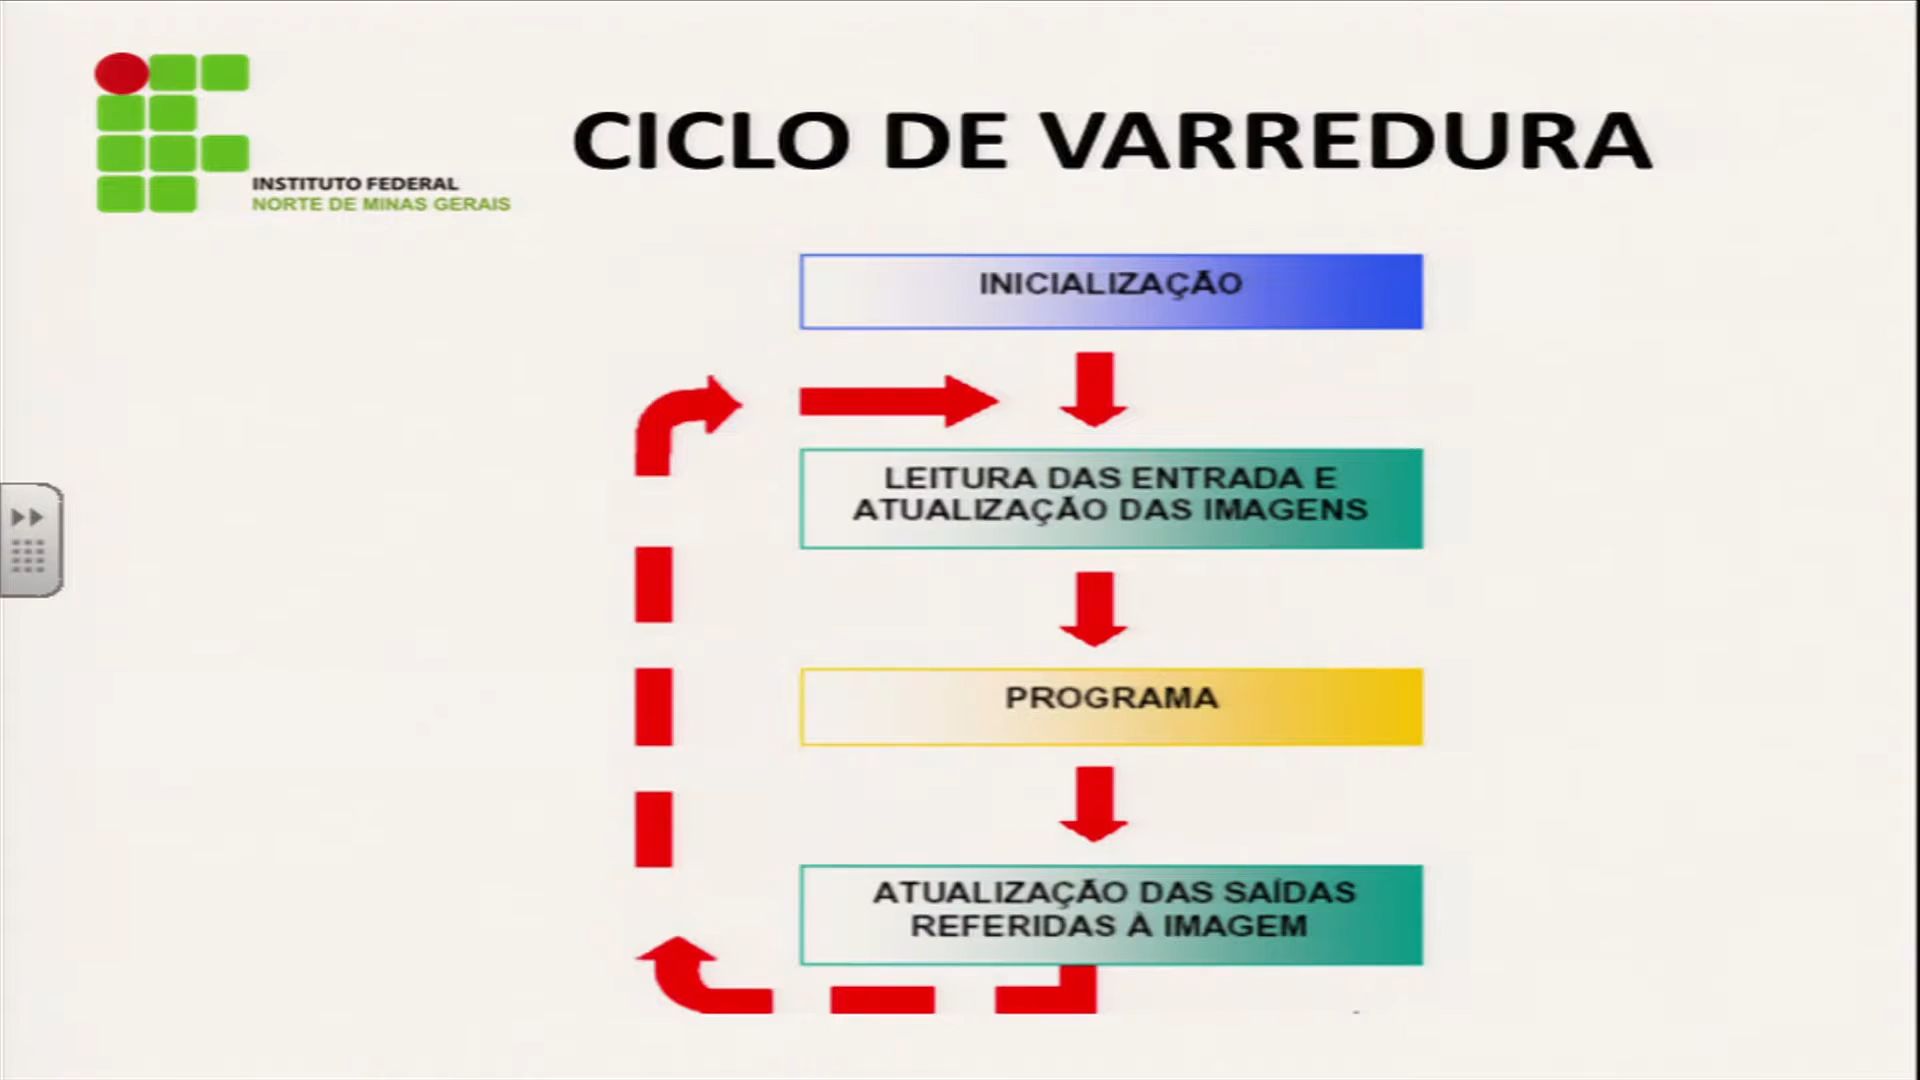 INSTITUTO FEDERAL
NORTE DE MINAS GERAIS
CICLO DE VARREDURA
INICIALIZAÇÃO
LEITURA DAS ENTRADA E
ATUALIZAÇÃO DAS IMAGENS
PROGRAMA
ATUALIZAÇÃO DAS SAÍDAS
REFERIDAS À IMAGEM